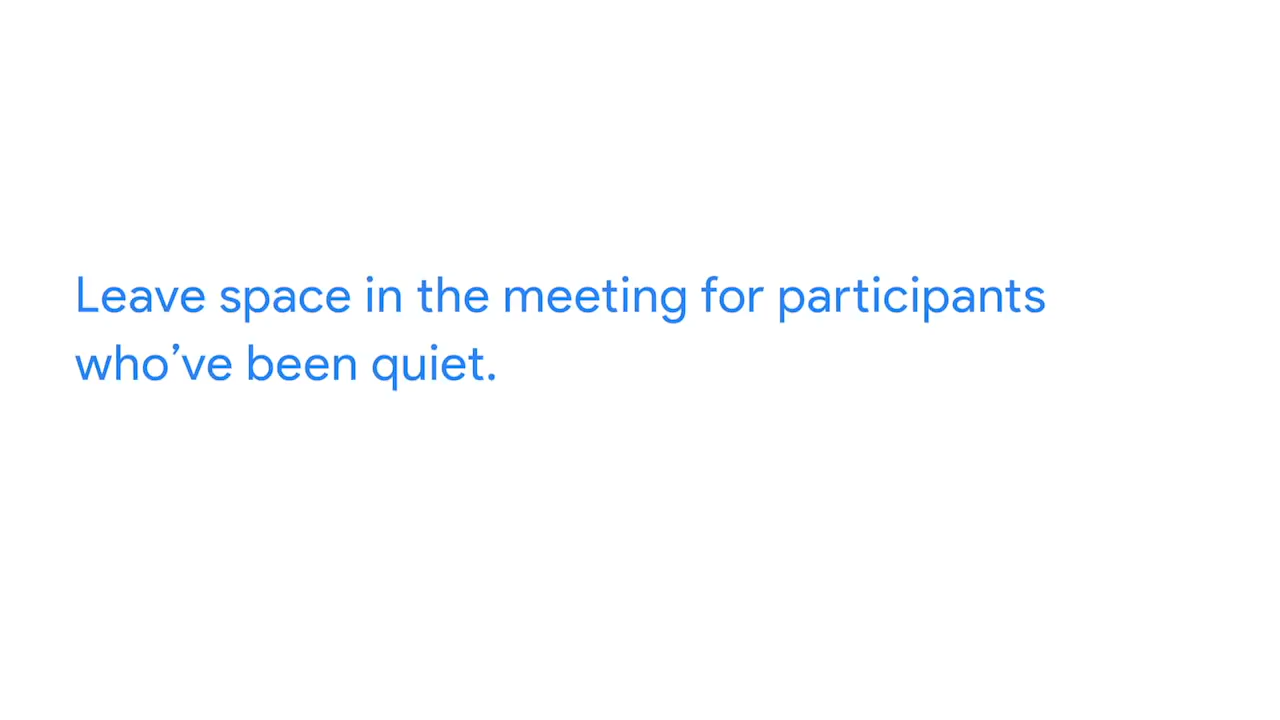 Leave space in the meeting for participants
who’ve been quiet.